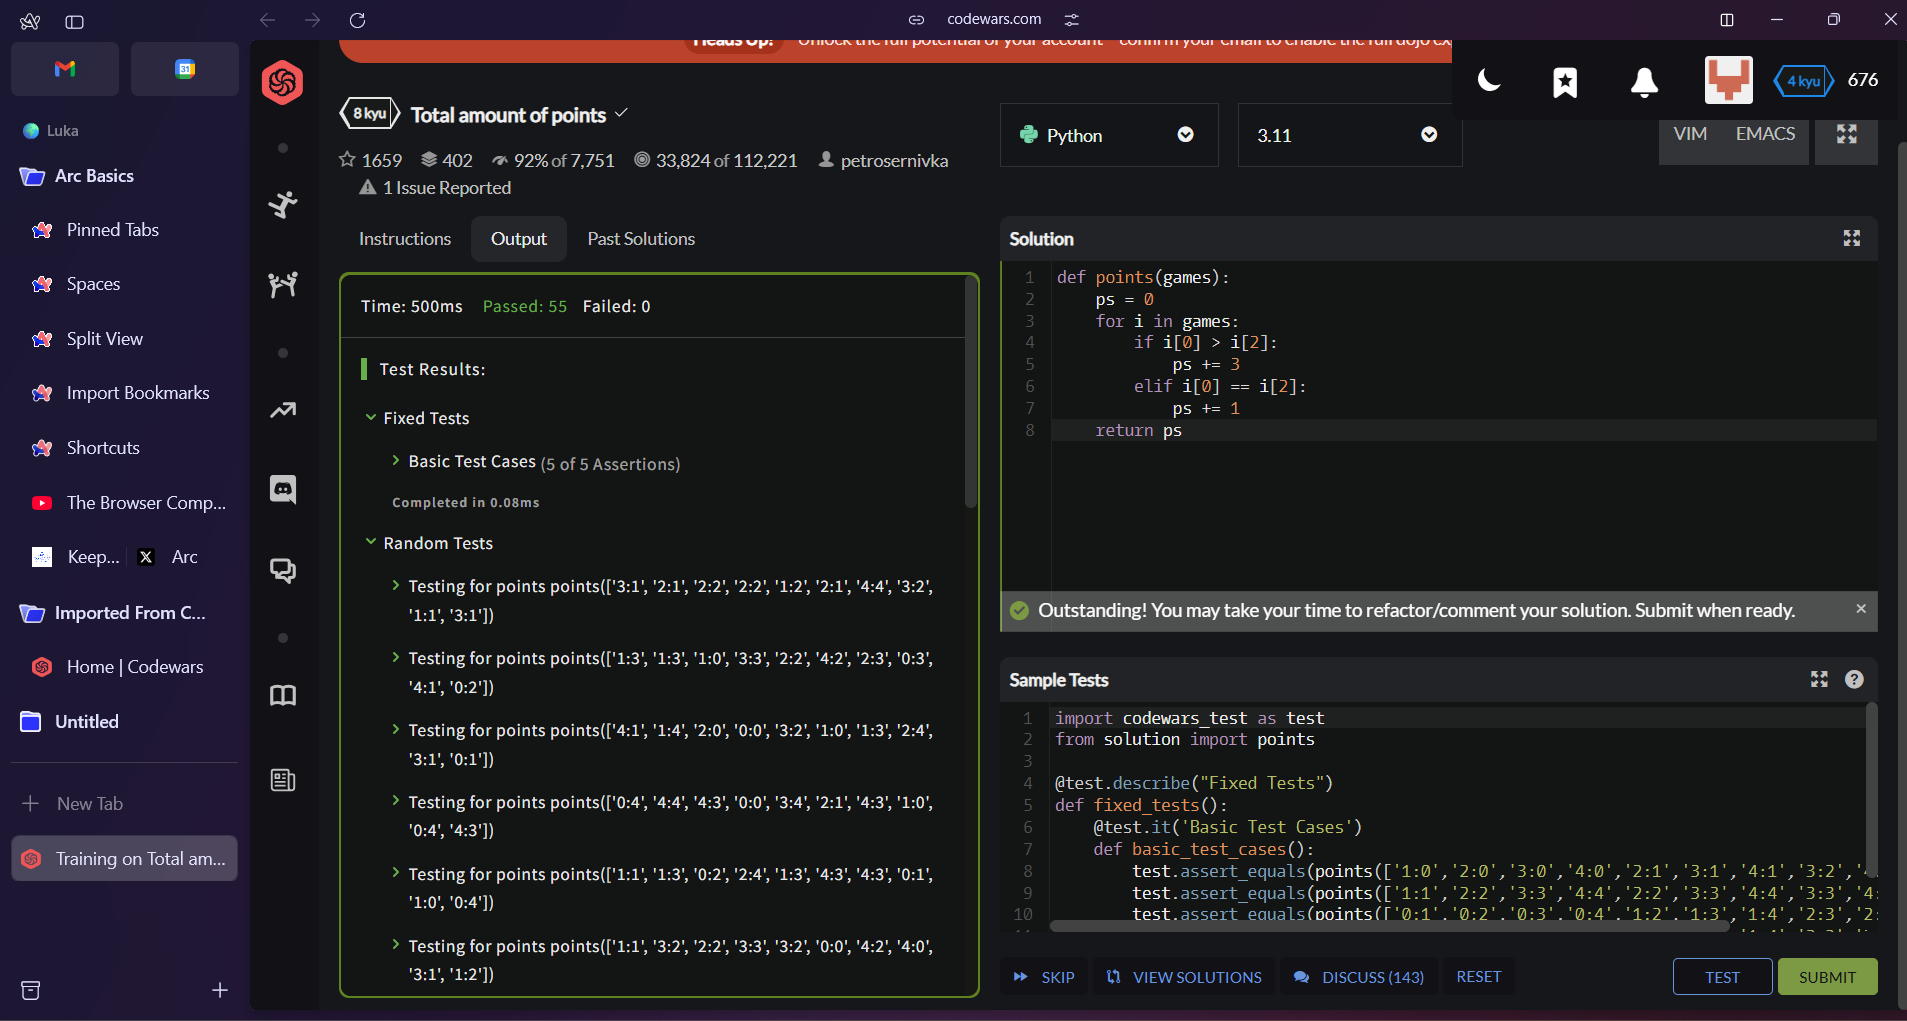 codewars.com
Luka
Arc Basics
Pinned Tabs
Spaces
Split View
Import Bookmarks
Shortcuts
The Browser Comp...
Keep... Arc
Imported From C...
Home | Codewars
Untitled
New Tab
Training on Total am...
31
Heads Up! Unlock the full potential of your account - confirm your email to enable the full dojo ex
4 kyu 676
8 kyu Total amount of points
1659 402 92% of 7,751 33,824 of 112,221 petrosernivka
1 Issue Reported
Python
3.11
VIM EMACS
Instructions Output Past Solutions
Time: 500ms Passed: 55 Failed: 0
Test Results:
Fixed Tests
Basic Test Cases (5 of 5 Assertions)
Completed in 0.08ms
Random Tests
Testing for points points(['3:1', '2:1', '2:2', '2:2', '1:2', '2:1', '4:4', '3:2',
'1:1', '3:1'])
Testing for points points(['1:3', '1:3', '1:0', '3:3', '2:2', '4:2', '2:3', '0:3',
'4:1', '0:2'])
Testing for points points(['4:1', '1:4', '2:0', '0:0', '3:2', '1:0', '1:3', '2:4',
'3:1', '0:1'])
Testing for points points(['0:4', '4:4', '4:3', '0:0', '3:4', '2:1', '4:3', '1:0',
'0:4', '4:3'])
Testing for points points(['1:1', '1:3', '0:2', '2:4', '1:3', '4:3', '4:3', '0:1',
'1:0', '0:4'])
Testing for points points(['1:1', '3:2', '2:2', '3:3', '3:2', '0:0', '4:2', '4:0',
'3:1', '1:2'])
Solution
1 def points(games):
2 ps = 0
3 for i in games:
4 if i[0] > i[2]:
5 ps += 3
6 elif i[0] == i[2]:
7 ps += 1
8 return ps
Outstanding! You may take your time to refactor/comment your solution. Submit when ready.
Sample Tests
1 import codewars_test as test
2 from solution import points
3
4 @test.describe("Fixed Tests")
5 def fixed_tests():
6 @test.it('Basic Test Cases')
7 def basic_test_cases():
8 test.assert_equals(points(['1:0','2:0','3:0','4:0','2:1','3:1','4:1','3:2','4
9 test.assert_equals(points(['1:1','2:2','3:3','4:4','2:2','3:3','4:4','3:3','4:
10 test.assert_equals(points(['0:1','0:2','0:3','0:4','1:2','1:3','1:4','2:3','2:
SKIP VIEW SOLUTIONS DISCUSS (143) RESET TEST SUBMIT